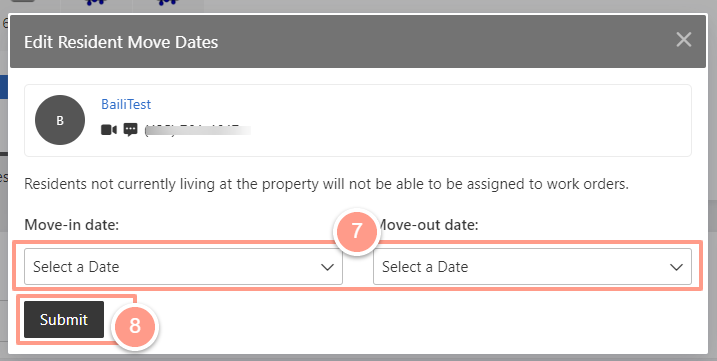 Edit Resident Move Dates
B
BailiTest
Residents not currently living at the property will not be able to be assigned to work orders.
Move-in date:
7
Move-out date:
Select a Date
Select a Date
Submit
8